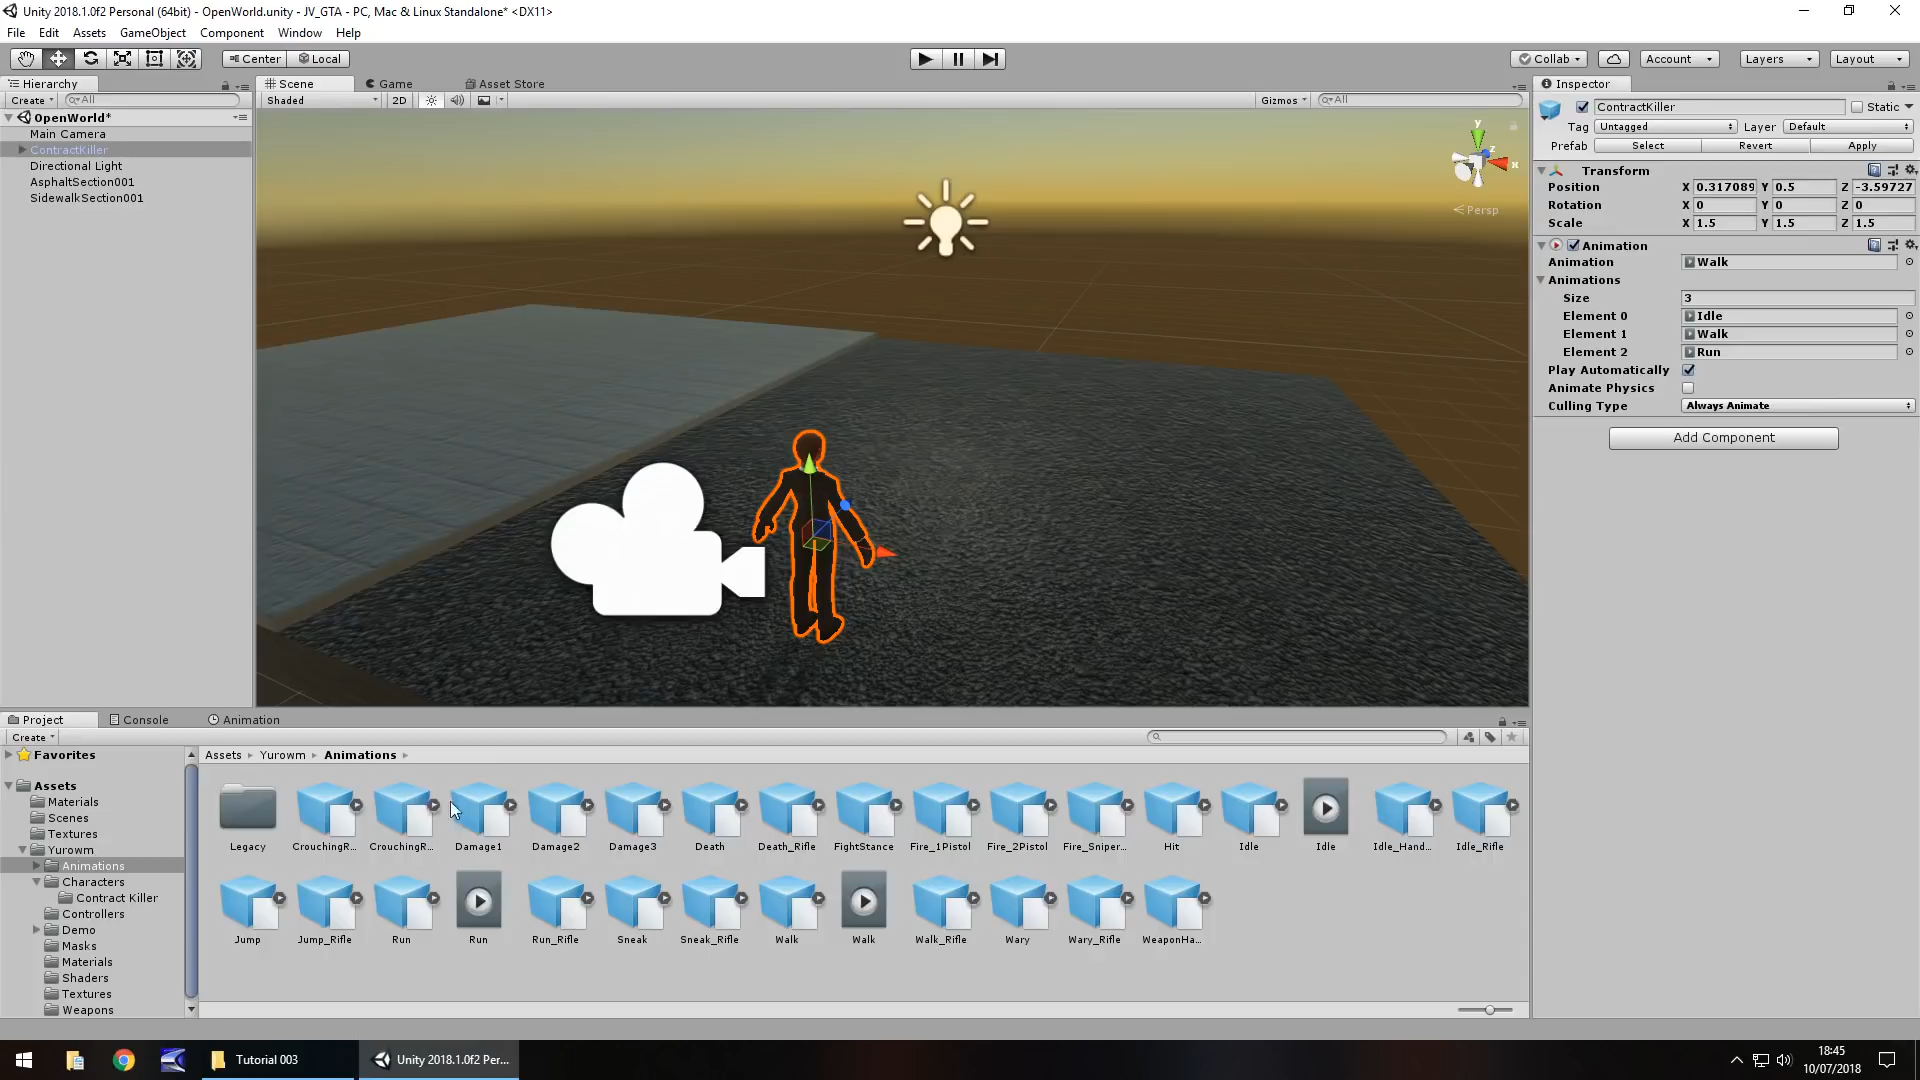 Unity 2018.1.0f2 Personal (64bit) - OpenWorld.unity - JV_GTA - PC, Mac & Linux Standalone* <DX11>
File Edit Assets GameObject Component Window Help
Center Local
Collab Account Layers Layout
Hierarchy
Create All
OpenWorld*
Main Camera
ContractKiller
Directional Light
AsphaltSection001
SidewalkSection001
Scene Game Asset Store
Shaded 2D Gizmos All
y
z
x
Persp
Inspector
ContractKiller Static
Tag Untagged Layer Default
Prefab Select Revert Apply
Transform
Position X 0.317089 Y 0.5 Z -3.59727
Rotation X 0 Y 0 Z 0
Scale X 1.5 Y 1.5 Z 1.5
Animation
Animation Walk
Animations
Size 3
Element 0 Idle
Element 1 Walk
Element 2 Run
Play Automatically
Animate Physics
Culling Type Always Animate
Add Component
Project Console Animation
Create
Favorites
Assets
Materials
Scenes
Textures
Yurowm
Animations
Characters
Contract Killer
Controllers
Demo
Masks
Materials
Shaders
Textures
Weapons
Assets Yurowm Animations
Legacy CrouchingR... CrouchingR... Damage1 Damage2 Damage3 Death Death_Rifle FightStance Fire_1Pistol Fire_2Pistol Fire_Sniper... Hit Idle Idle Idle_Hand... Idle_Rifle
Jump Jump_Rifle Run Run Run_Rifle Sneak Sneak_Rifle Walk Walk Walk_Rifle Wary Wary_Rifle WeaponHa...
Tutorial 003
Unity 2018.1.0f2 Per...
18:45
10/07/2018